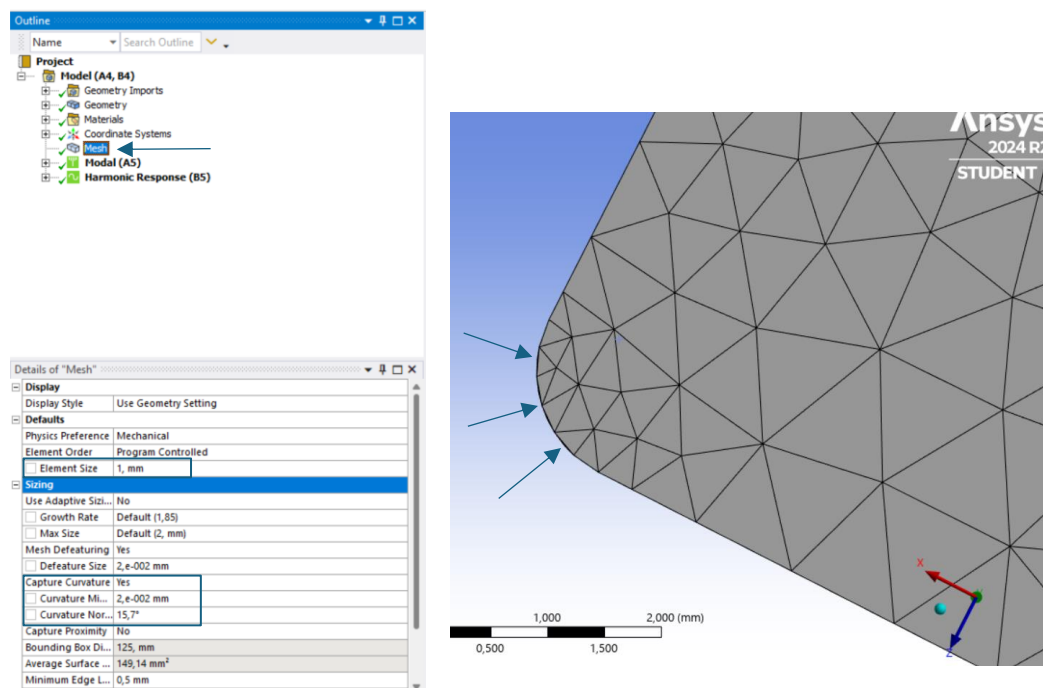 Outline
Name Search Outline
Project
Model (A4, B4)
Geometry Imports
Geometry
Materials
Coordinate Systems
Mesh
Modal (A5)
Harmonic Response (B5)
Details of "Mesh"
Display
Display Style Use Geometry Setting
Defaults
Physics Preference Mechanical
Element Order Program Controlled
Element Size 1, mm
Sizing
Use Adaptive Sizi... No
Growth Rate Default (1,85)
Max Size Default (2, mm)
Mesh Defeaturing Yes
Defeature Size 2,e-002 mm
Capture Curvature Yes
Curvature Mi... 2,e-002 mm
Curvature Nor... 15,7°
Capture Proximity No
Bounding Box Di... 125, mm
Average Surface ... 149,14 mm²
Minimum Edge L... 0,5 mm
Ansys
2024 R
STUDENT
X
Z
1,000 2,000 (mm)
0,500 1,500